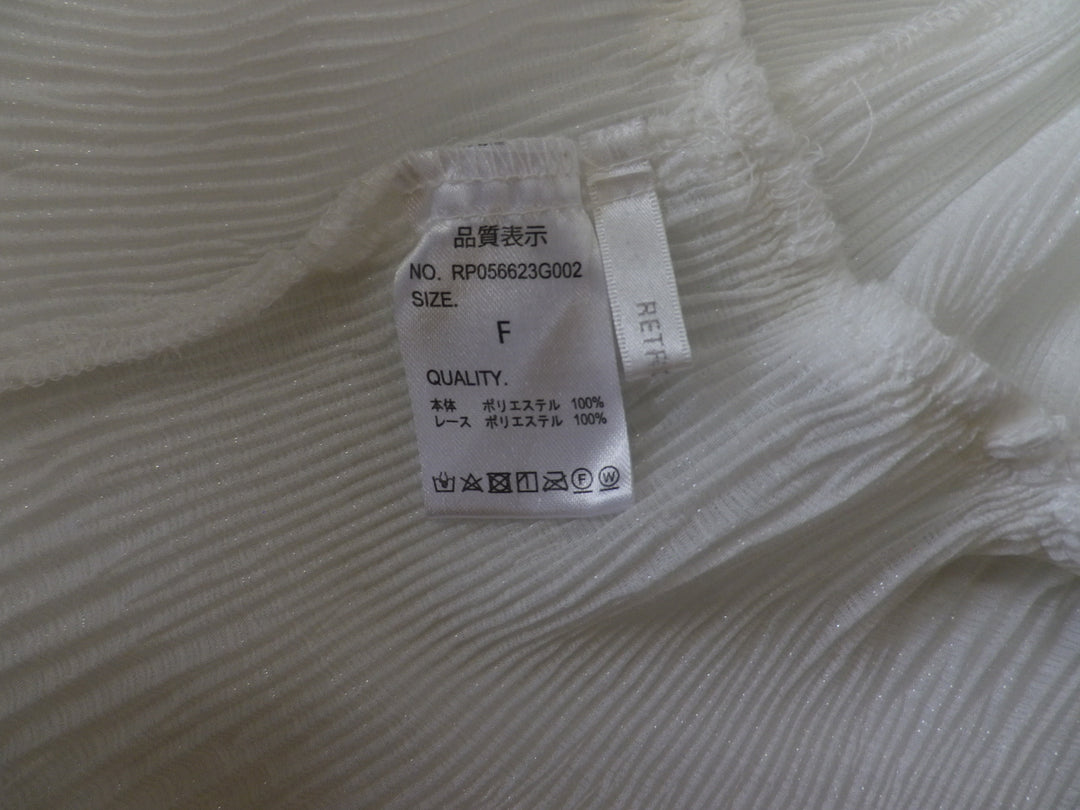 品質表示
NO. RP056623G002
SIZE.
F
QUALITY.
本体 ポリエステル 100%
レース ポリエステル 100%
F W